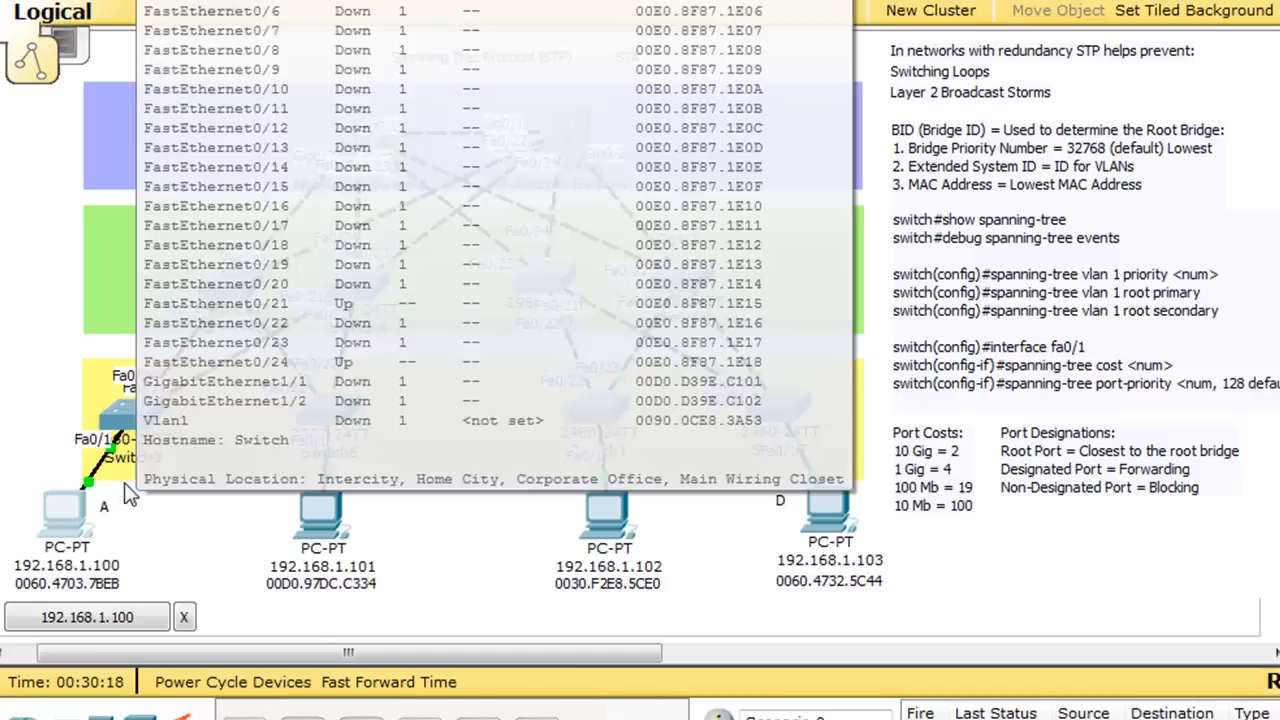 Logical
New Cluster
Move Object
Set Tiled Background
FastEthernet0/6 Down 1 -- 00E0.8F87.1E06
FastEthernet0/7 Down 1 -- 00E0.8F87.1E07
FastEthernet0/8 Down 1 -- 00E0.8F87.1E08
FastEthernet0/9 Down 1 -- 00E0.8F87.1E09
FastEthernet0/10 Down 1 -- 00E0.8F87.1E0A
FastEthernet0/11 Down 1 -- 00E0.8F87.1E0B
FastEthernet0/12 Down 1 -- 00E0.8F87.1E0C
FastEthernet0/13 Down 1 -- 00E0.8F87.1E0D
FastEthernet0/14 Down 1 -- 00E0.8F87.1E0E
FastEthernet0/15 Down 1 -- 00E0.8F87.1E0F
FastEthernet0/16 Down 1 -- 00E0.8F87.1E10
FastEthernet0/17 Down 1 -- 00E0.8F87.1E11
FastEthernet0/18 Down 1 -- 00E0.8F87.1E12
FastEthernet0/19 Down 1 -- 00E0.8F87.1E13
FastEthernet0/20 Down 1 -- 00E0.8F87.1E14
FastEthernet0/21 Up -- -- 00E0.8F87.1E15
FastEthernet0/22 Down 1 -- 00E0.8F87.1E16
FastEthernet0/23 Down 1 -- 00E0.8F87.1E17
FastEthernet0/24 Up -- -- 00E0.8F87.1E18
GigabitEthernet1/1 Down 1 -- 00D0.D39E.C101
GigabitEthernet1/2 Down 1 -- 00D0.D39E.C102
Vlan1 Down 1 <not set> 0090.0CE8.3A53
Hostname: Switch
Physical Location: Intercity, Home City, Corporate Office, Main Wiring Closet
In networks with redundancy STP helps prevent:
Switching Loops
Layer 2 Broadcast Storms
BID (Bridge ID) = Used to determine the Root Bridge:
1. Bridge Priority Number = 32768 (default) Lowest
2. Extended System ID = ID for VLANs
3. MAC Address = Lowest MAC Address
switch#show spanning-tree
switch#debug spanning-tree events
switch(config)#spanning-tree vlan 1 priority <num>
switch(config)#spanning-tree vlan 1 root primary
switch(config)#spanning-tree vlan 1 root secondary
switch(config)#interface fa0/1
switch(config-if)#spanning-tree cost <num>
switch(config-if)#spanning-tree port-priority <num, 128 defau
Port Costs:
10 Gig = 2
1 Gig = 4
100 Mb = 19
10 Mb = 100
Port Designations:
Root Port = Closest to the root bridge
Designated Port = Forwarding
Non-Designated Port = Blocking
Fa0
A
D
PC-PT
192.168.1.100
0060.4703.7BEB
PC-PT
192.168.1.101
00D0.97DC.C334
PC-PT
192.168.1.102
0030.F2E8.5CE0
PC-PT
192.168.1.103
0060.4732.5C44
192.168.1.100 X
Time: 00:30:18 Power Cycle Devices Fast Forward Time
Fire Last Status Source Destination Type